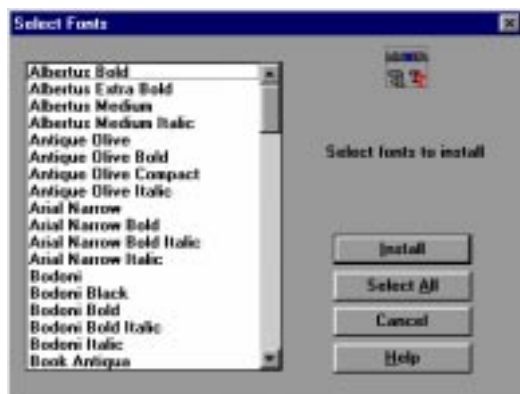 Select Fonts
Albertus Bold
Albertus Extra Bold
Albertus Medium
Albertus Medium Italic
Antique Olive
Antique Olive Bold
Antique Olive Compact
Antique Olive Italic
Arial Narrow
Arial Narrow Bold
Arial Narrow Bold Italic
Arial Narrow Italic
Bodoni
Bodoni Black
Bodoni Bold
Bodoni Bold Italic
Bodoni Italic
Book Antiqua
Select fonts to install
Install
Select All
Cancel
Help